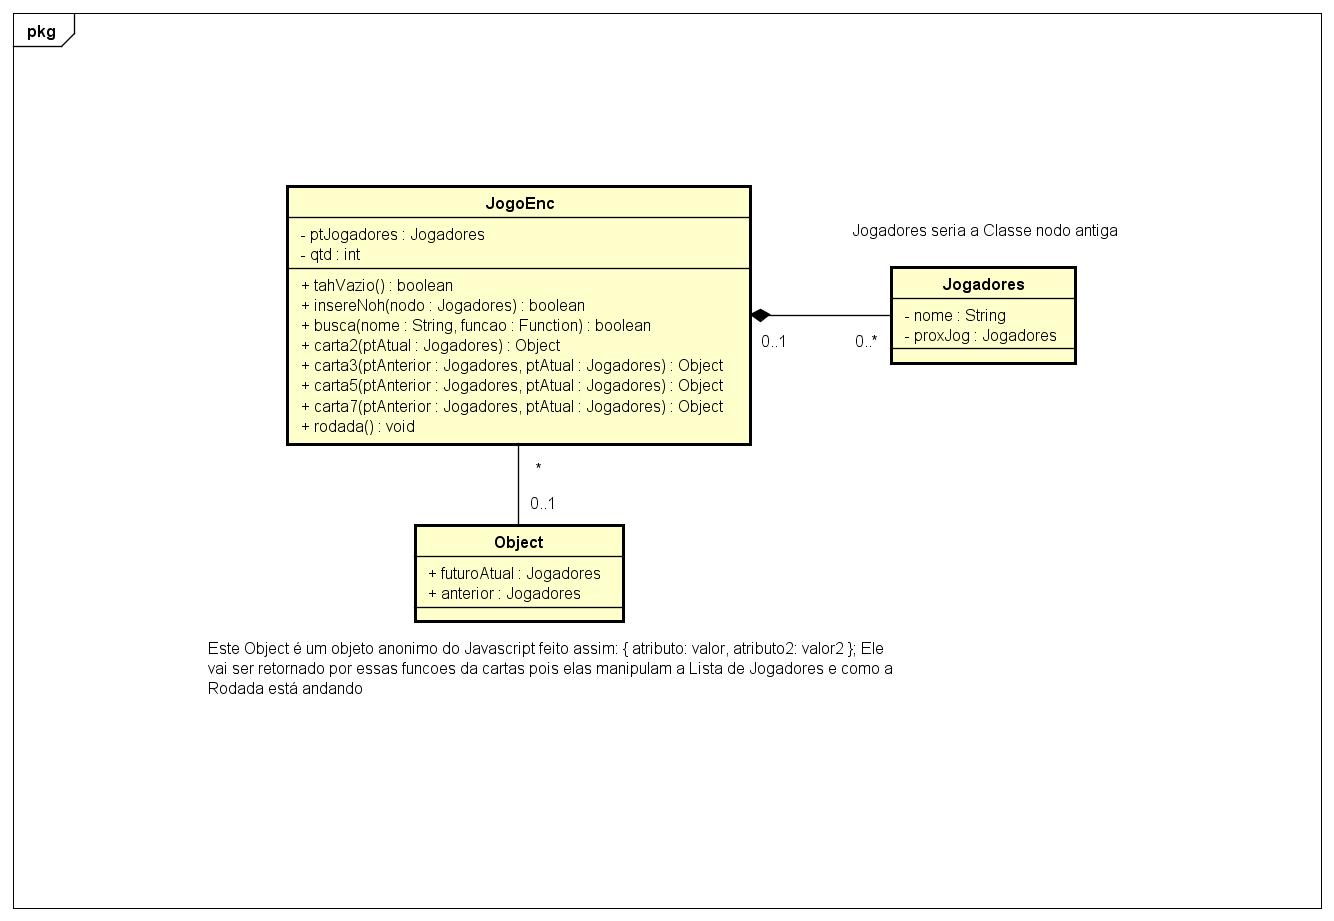 pkg
JogoEnc
- ptJogadores : Jogadores
- qtd : int
+ tahVazio() : boolean
+ insereNoh(nodo : Jogadores) : boolean
+ busca(nome : String, funcao : Function) : boolean
+ carta2(ptAtual : Jogadores) : Object
+ carta3(ptAnterior : Jogadores, ptAtual : Jogadores) : Object
+ carta5(ptAnterior : Jogadores, ptAtual : Jogadores) : Object
+ carta7(ptAnterior : Jogadores, ptAtual : Jogadores) : Object
+ rodada() : void
Jogadores seria a Classe nodo antiga
Jogadores
- nome : String
- proxJog : Jogadores
0..1
0..*
*
0..1
Object
+ futuroAtual : Jogadores
+ anterior : Jogadores
Este Object é um objeto anonimo do Javascript feito assim: { atributo: valor, atributo2: valor2 }; Ele
vai ser retornado por essas funcoes da cartas pois elas manipulam a Lista de Jogadores e como a
Rodada está andando